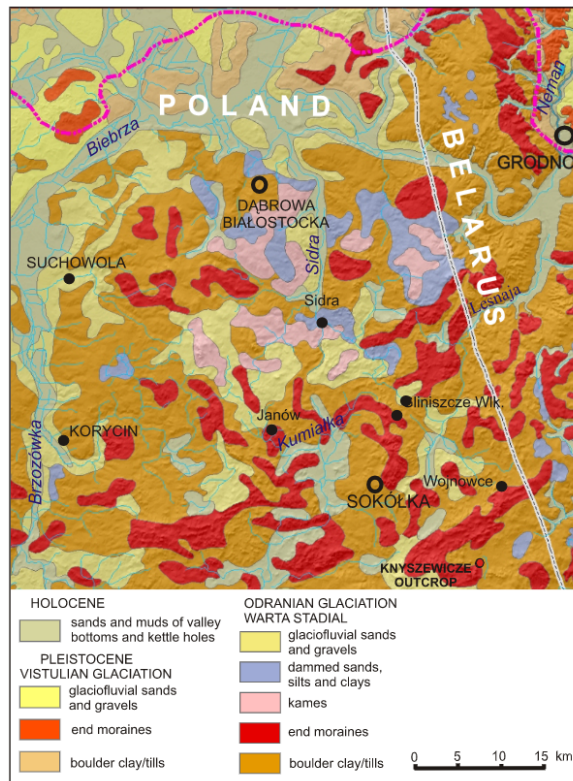 POLAND
BELARUS
Neman
Biebrza
GRODNO
DĄBROWA
BIAŁOSTOCKA
SUCHOWOLA
Sidra
Sidra
Lesnaja
Bliniszcze Wlk.
Janów
Kumiałka
KORYCIN
Brzozówka
SOKÓŁKA
Wojnowce
KNYSZEWICZE
OUTCROP
HOLOCENE
sands and muds of valley
bottoms and kettle holes
PLEISTOCENE
VISTULIAN GLACIATION
glaciofluvial sands
and gravels
end moraines
boulder clay/tills
ODRANIAN GLACIATION
WARTA STADIAL
glaciofluvial sands
and gravels
dammed sands,
silts and clays
kames
end moraines
boulder clay/tills
0 5 10 15 km